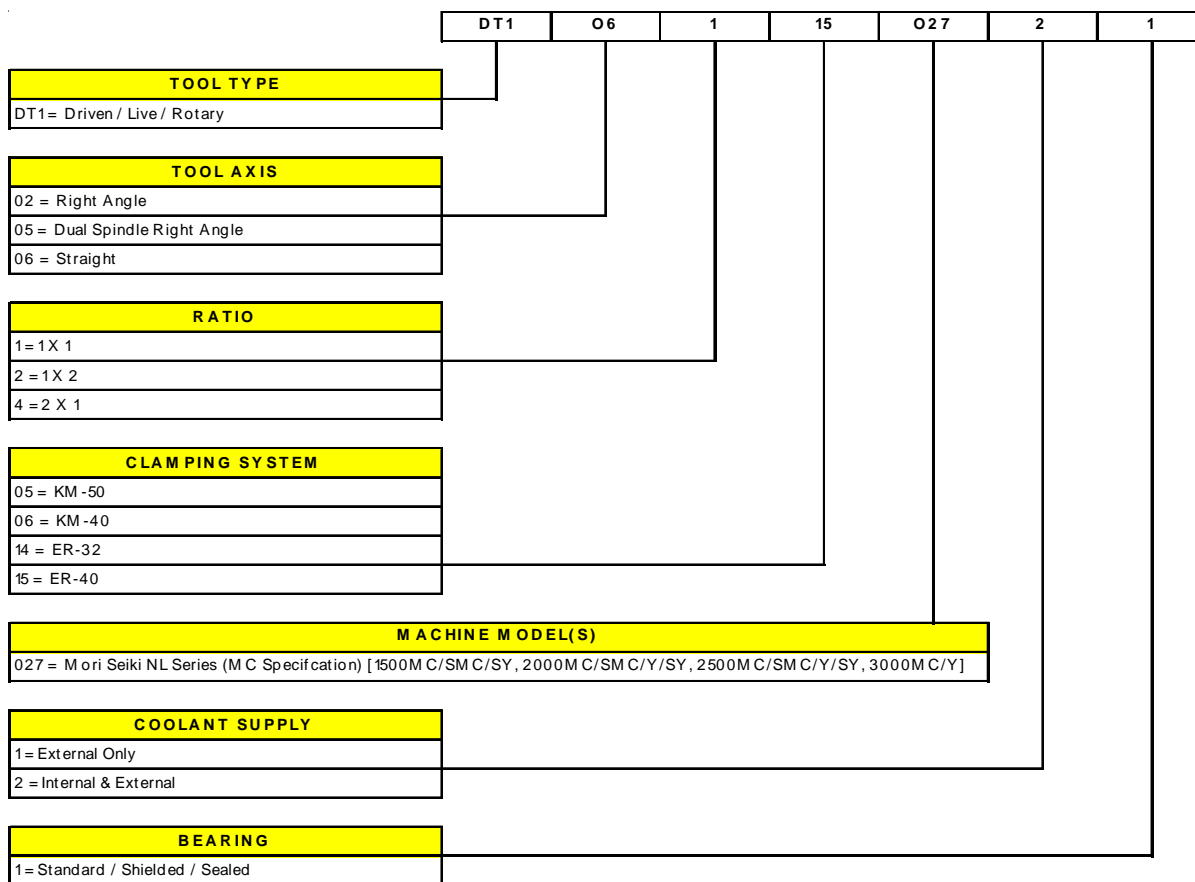 DT1 O6 1 15 O27 2 1
TOOL TYPE
DT1= Driven / Live / Rotary
TOOL AXIS
02 = Right Angle
05 = Dual Spindle Right Angle
06 = Straight
RATIO
1= 1X 1
2 = 1X 2
4 = 2 X 1
CLAMPING SYSTEM
05 = KM-50
06 = KM-40
14 = ER-32
15 = ER-40
MACHINE MODEL(S)
027 = Mori Seiki NL Series (MC Specifcation) [1500MC/SMC/SY, 2000MC/SMC/Y/SY, 2500MC/SMC/Y/SY, 3000MC/Y]
COOLANT SUPPLY
1= External Only
2 = Internal & External
BEARING
1= Standard / Shielded / Sealed